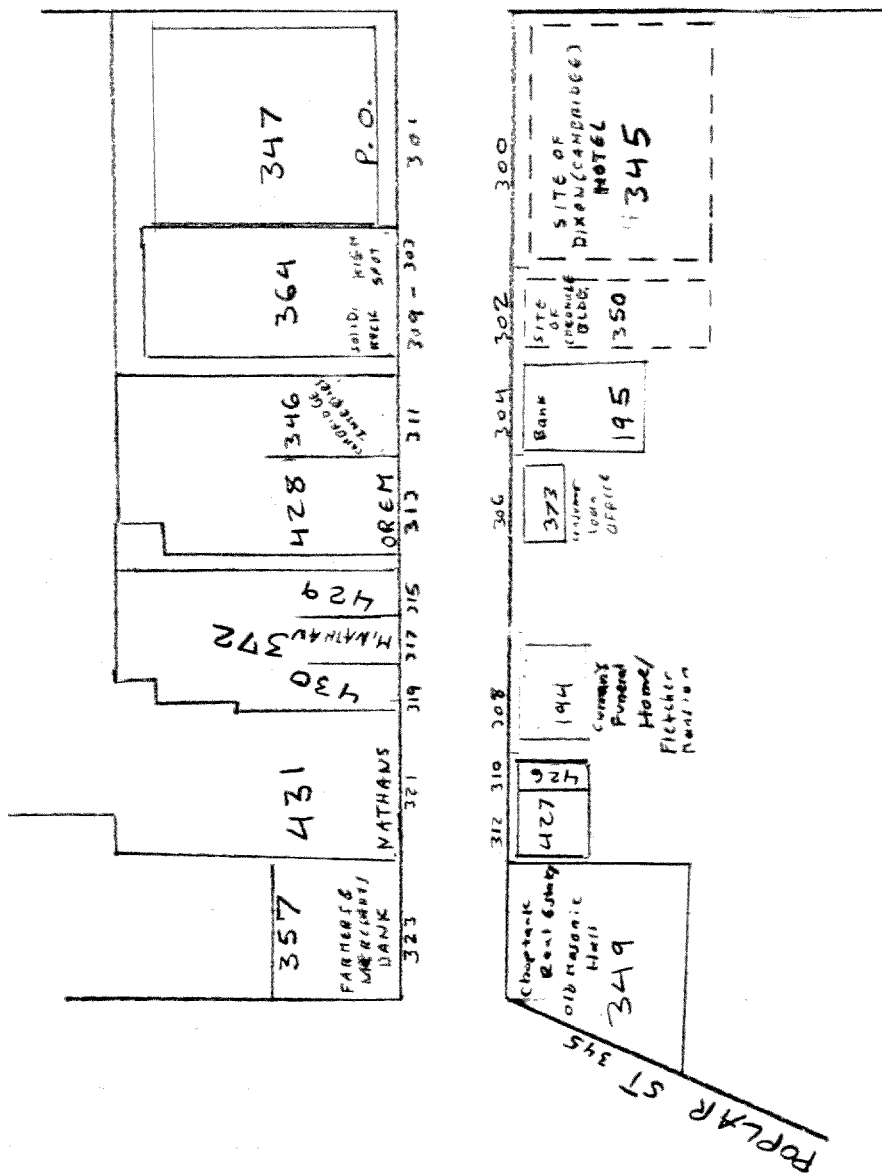 347
P.O.
301
364
SOLID
HIGH
SPOT
309 - 303
346
CAMBRIDGE
311
428
OREM
313
429
315
M. NATHAN
372
317
430
319
431
NATHANS
321
357
FARMERS &
MERCHANTS
BANK
323
300
SITE OF
DIXON (CAMBRIDGE)
HOTEL
345
302
SITE
OF
CHRONICLE
BLDG.
350
304
Bank
195
306
373
Loan
OFFICE
308
194
Funeral
Home/
Fletcher
Mansion
310
426
312
427
Choptank
Real Estate
Old Masonic
Hall
349
POPLAR ST 345